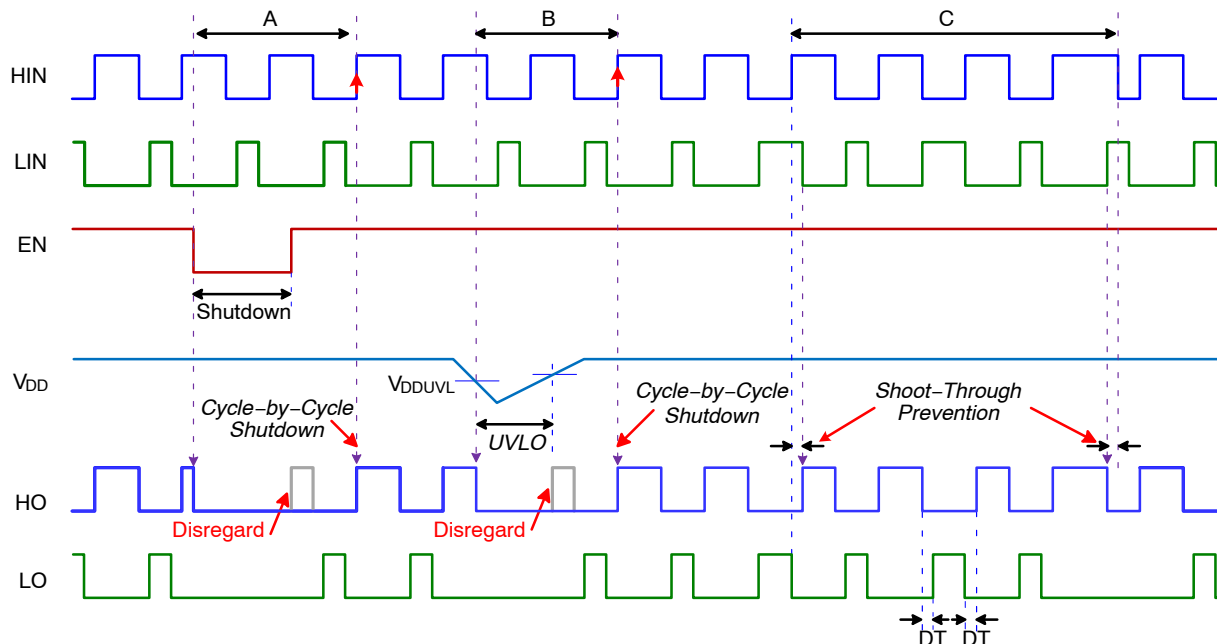 A
B
C
HIN
LIN
EN
Shutdown
VDD
VDDUVL
Cycle–by–Cycle
Shutdown
UVLO
Cycle–by–Cycle
Shutdown
Shoot–Through
Prevention
HO
Disregard
Disregard
LO
DT
DT